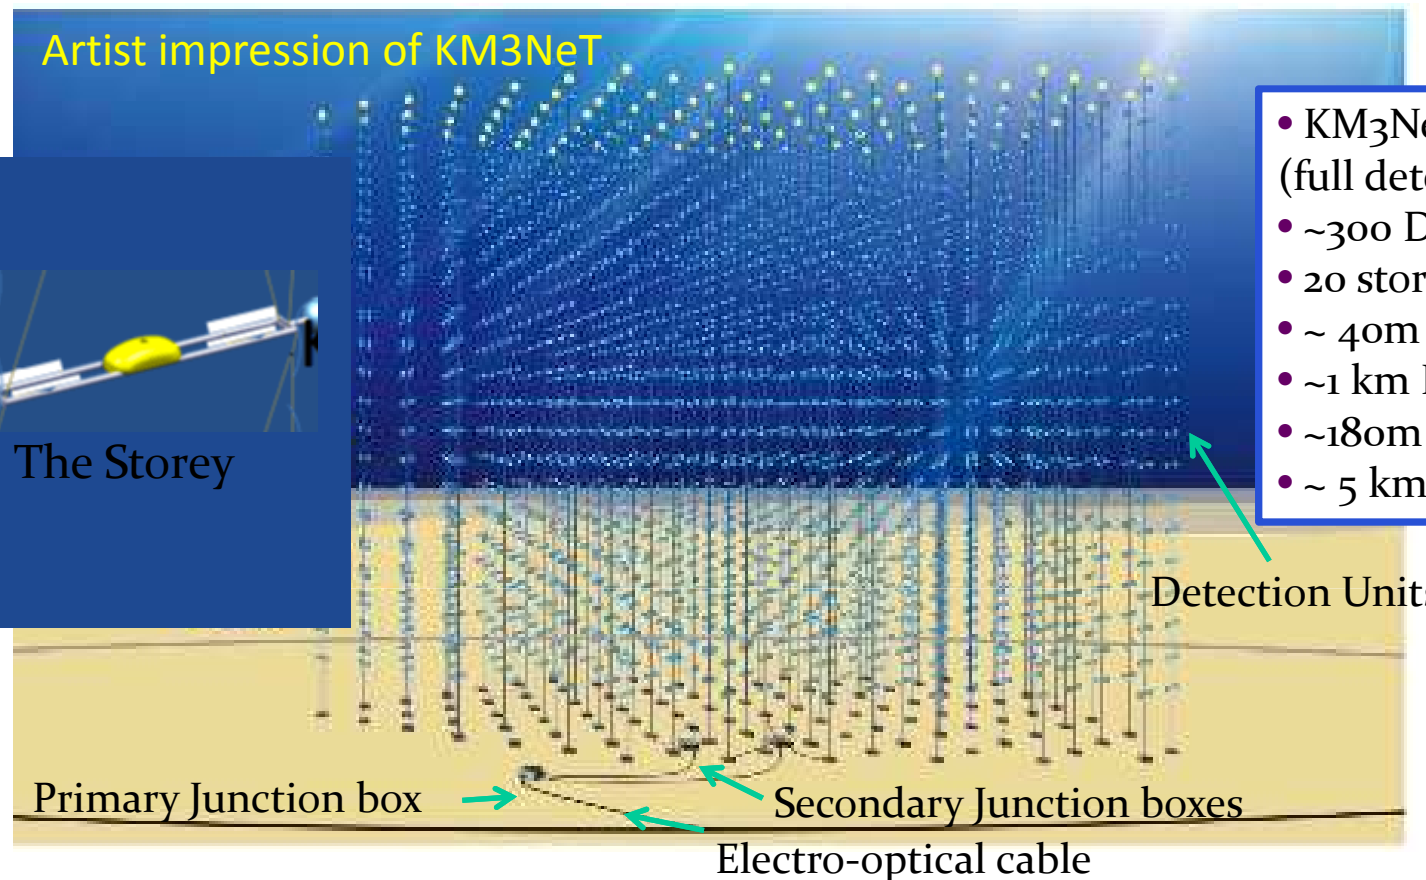 Artist impression of KM3NeT
• KM3Ne
(full dete
• ~300 D
• 20 stor
• ~ 40m
• ~1 km
• ~180m
• ~ 5 km
The Storey
Detection Units
Primary Junction box
Secondary Junction boxes
Electro-optical cable